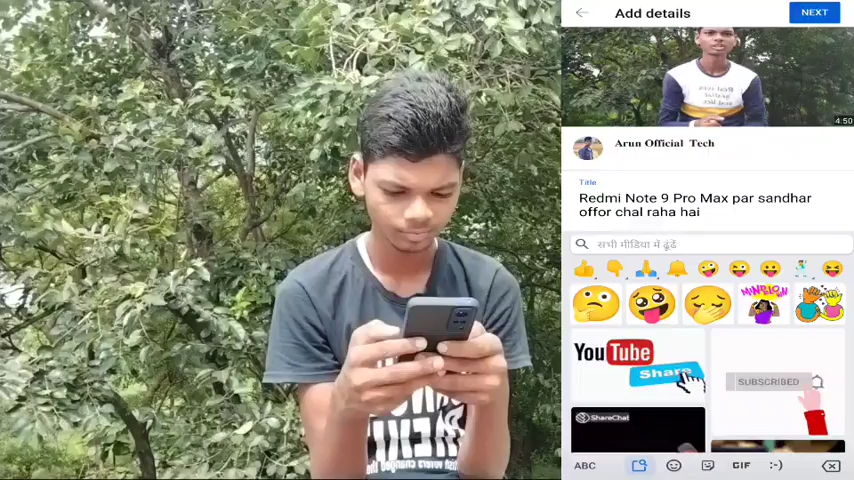 Add details
NEXT
4:50
Arun Official Tech
Title
Redmi Note 9 Pro Max par sandhar
offor chal raha hai
सभी मीडिया में ढूंढें
MINDBLOWN
YouTube
Share
SUBSCRIBED
ShareChat
ABC
GIF
:-)